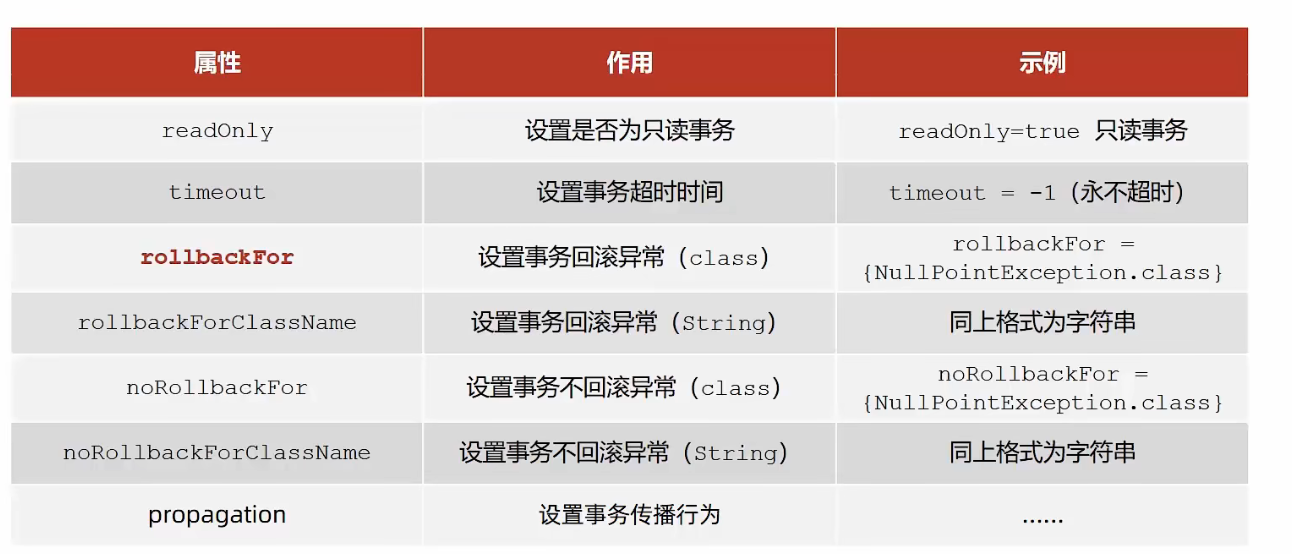 属性 作用 示例
readOnly 设置是否为只读事务 readOnly=true 只读事务
timeout 设置事务超时时间 timeout = -1（永不超时）
rollbackFor 设置事务回滚异常（class） rollbackFor =
{NullPointException.class}
rollbackForClassName 设置事务回滚异常（String） 同上格式为字符串
noRollbackFor 设置事务不回滚异常（class） noRollbackFor =
{NullPointException.class}
noRollbackForClassName 设置事务不回滚异常（String） 同上格式为字符串
propagation 设置事务传播行为 ……